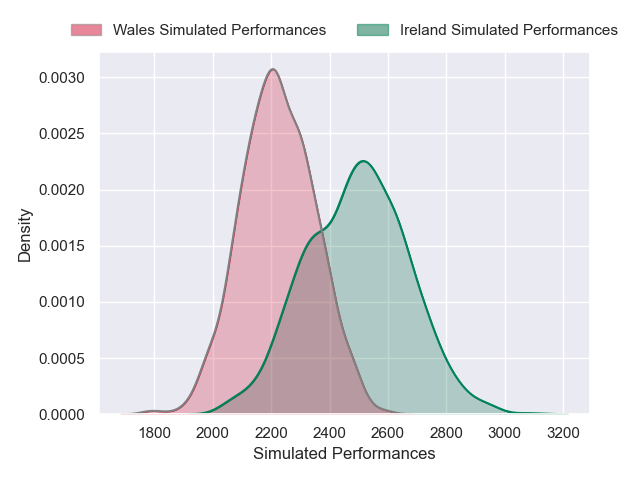 Wales Simulated Performances
Ireland Simulated Performances
0.0030
0.0025
0.0020
0.0015
0.0010
0.0005
0.0000
Density
1800 2000 2200 2400 2600 2800 3000 3200
Simulated Performances